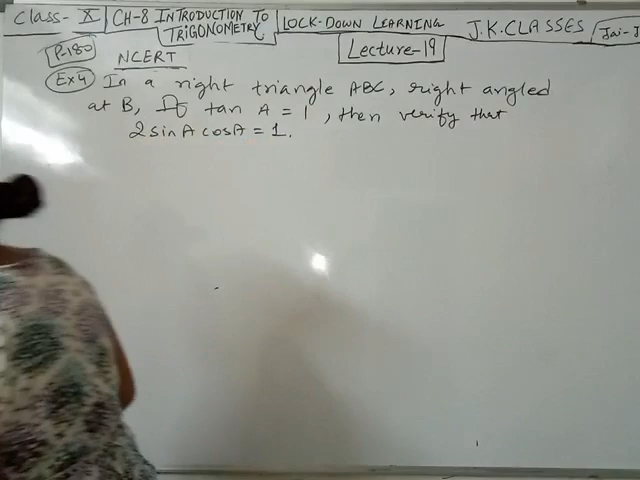 Class- X CH-8 INTRODUCTION TO LOCK-DOWN LEARNING J.K.CLASSES Jai-J
TRIGONOMETRY Lecture-19
P-180 NCERT
Ex 4 In a right triangle ABC, right angled
at B, If tan A = 1, then verify that
2 sin A cos A = 1.